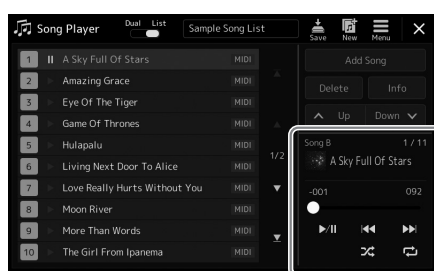 Song Player Dual List Sample Song List Save New Menu
1 A Sky Full Of Stars MIDI
2 Amazing Grace MIDI
3 Eye Of The Tiger MIDI
4 Game Of Thrones MIDI
5 Hulapalu MIDI
6 Living Next Door To Alice MIDI
7 Love Really Hurts Without You MIDI
8 Moon River MIDI
9 More Than Words MIDI
10 The Girl From Ipanema MIDI
1/2
Add Song
Delete Info
Up Down
Song B 1 / 11
A Sky Full Of Stars
-001 092